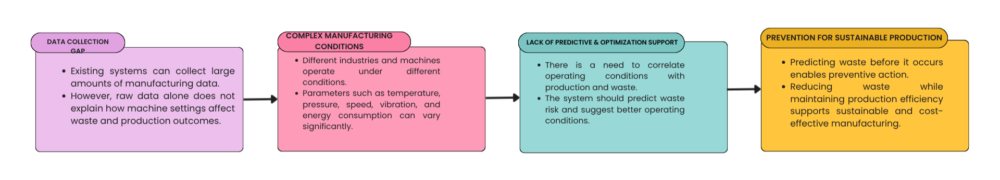 DATA COLLECTION
GAP
• Existing systems can collect large
amounts of manufacturing data.
• However, raw data alone does not
explain how machine settings affect
waste and production outcomes.
COMPLEX MANUFACTURING
CONDITIONS
• Different industries and machines
operate under different
conditions.
• Parameters such as temperature,
pressure, speed, vibration, and
energy consumption can vary
significantly.
LACK OF PREDICTIVE & OPTIMIZATION SUPPORT
• There is a need to correlate
operating conditions with
production and waste.
• The system should predict waste
risk and suggest better operating
conditions.
PREVENTION FOR SUSTAINABLE PRODUCTION
• Predicting waste before it occurs
enables preventive action.
• Reducing waste while
maintaining production efficiency
supports sustainable and cost-
effective manufacturing.